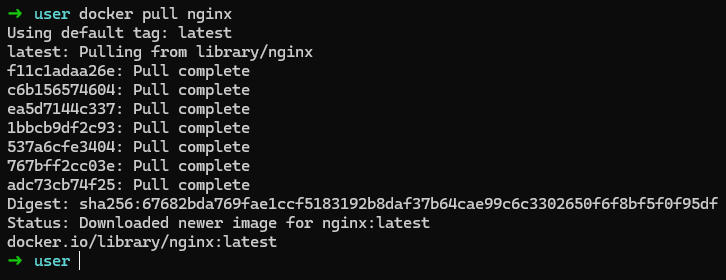 ➜ user docker pull nginx
Using default tag: latest
latest: Pulling from library/nginx
f11c1adaa26e: Pull complete
c6b156574604: Pull complete
ea5d7144c337: Pull complete
1bbcb9df2c93: Pull complete
537a6cfe3404: Pull complete
767bff2cc03e: Pull complete
adc73cb74f25: Pull complete
Digest: sha256:67682bda769fae1ccf5183192b8daf37b64cae99c6c3302650f6f8bf5f0f95df
Status: Downloaded newer image for nginx:latest
docker.io/library/nginx:latest
➜ user